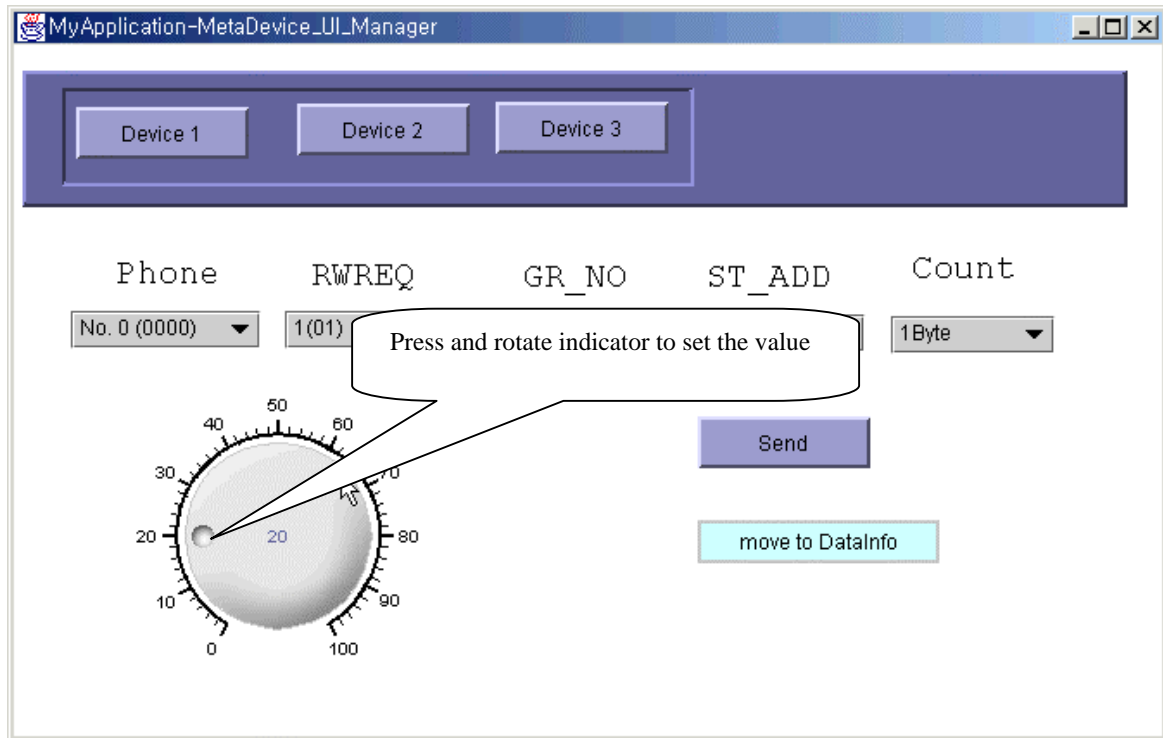 MyApplication-MetaDevice_UI_Manager
Device 1
Device 2
Device 3
Phone
RWREQ
GR_NO
ST_ADD
Count
No. 0 (0000)
1(01)
1Byte
Press and rotate indicator to set the value
50
40
60
30
70
20
20
80
10
90
0
100
Send
move to DataInfo